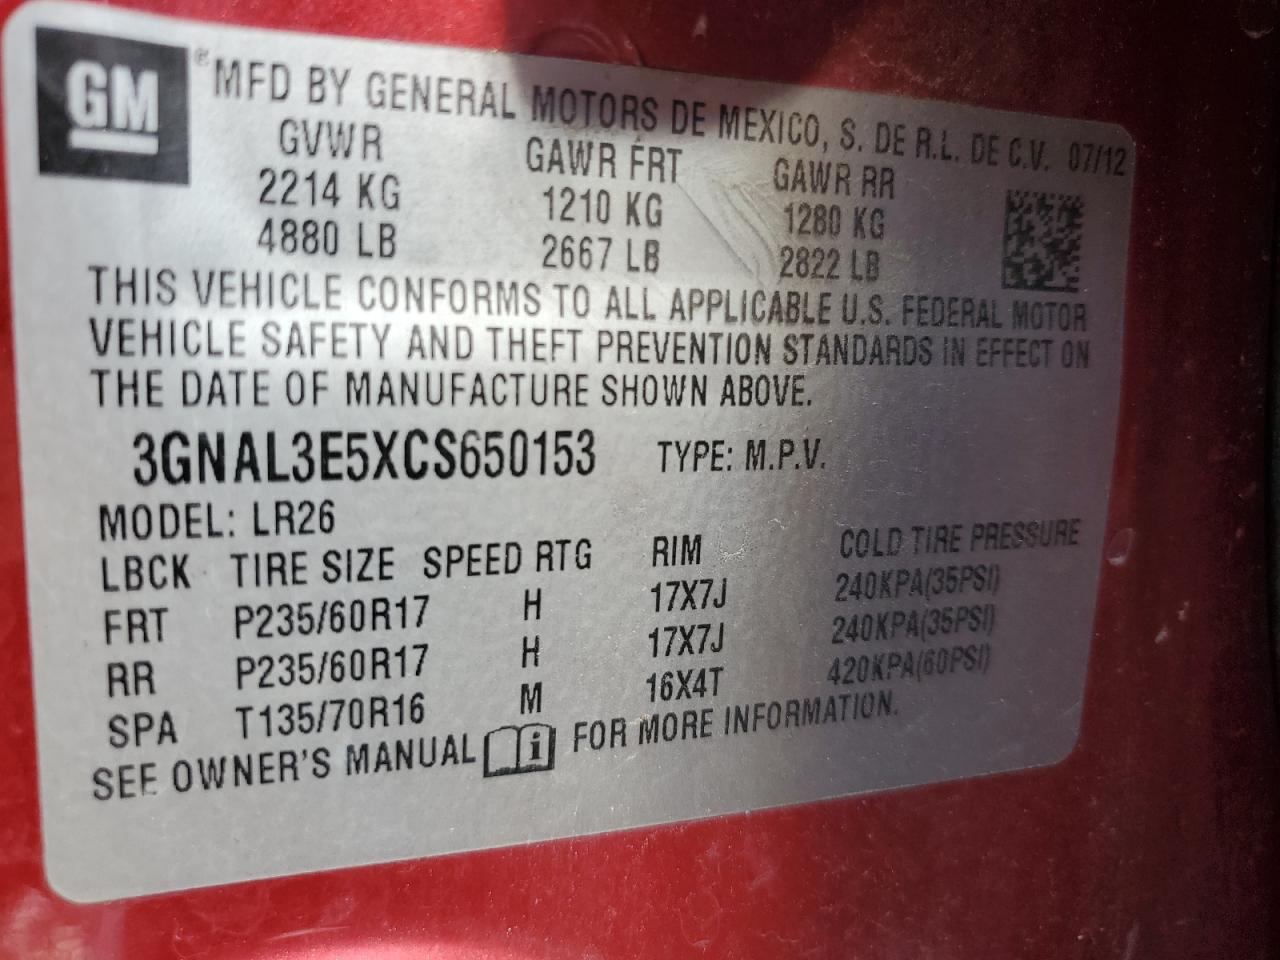 GM
® MFD BY GENERAL MOTORS DE MEXICO, S. DE R.L. DE C.V. 07/12
GVWR GAWR FRT GAWR RR
2214 KG 1210 KG 1280 KG
4880 LB 2667 LB 2822 LB
THIS VEHICLE CONFORMS TO ALL APPLICABLE U.S. FEDERAL MOTOR
VEHICLE SAFETY AND THEFT PREVENTION STANDARDS IN EFFECT ON
THE DATE OF MANUFACTURE SHOWN ABOVE.
3GNAL3E5XCS650153 TYPE: M.P.V.
MODEL: LR26
LBCK TIRE SIZE SPEED RTG RIM COLD TIRE PRESSURE
FRT P235/60R17 H 17X7J 240KPA(35PSI)
RR P235/60R17 H 17X7J 240KPA(35PSI)
SPA T135/70R16 M 16X4T 420KPA(60PSI)
SEE OWNER'S MANUAL i FOR MORE INFORMATION.